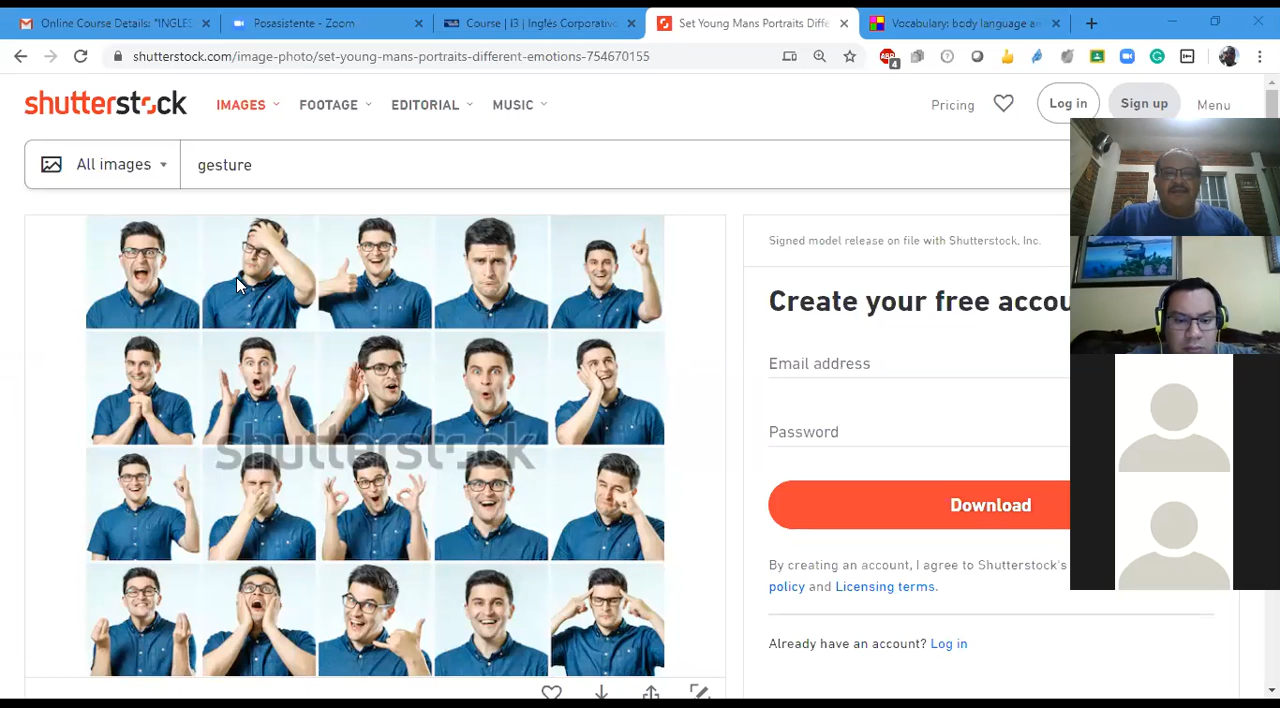 Online Course Details: "INGLES
Posasistente - Zoom
Course | I3 | Inglés Corporativo
Set Young Mans Portraits Diffe
Vocabulary: body language an
shutterstock.com/image-photo/set-young-mans-portraits-different-emotions-754670155
ABP
4
shutterstock
IMAGES
FOOTAGE
EDITORIAL
MUSIC
Pricing
Log in
Sign up
Menu
All images
gesture
shutterstock
Signed model release on file with Shutterstock, Inc.
Create your free accou
Email address
Password
Download
By creating an account, I agree to Shutterstock's
policy and Licensing terms.
Already have an account? Log in